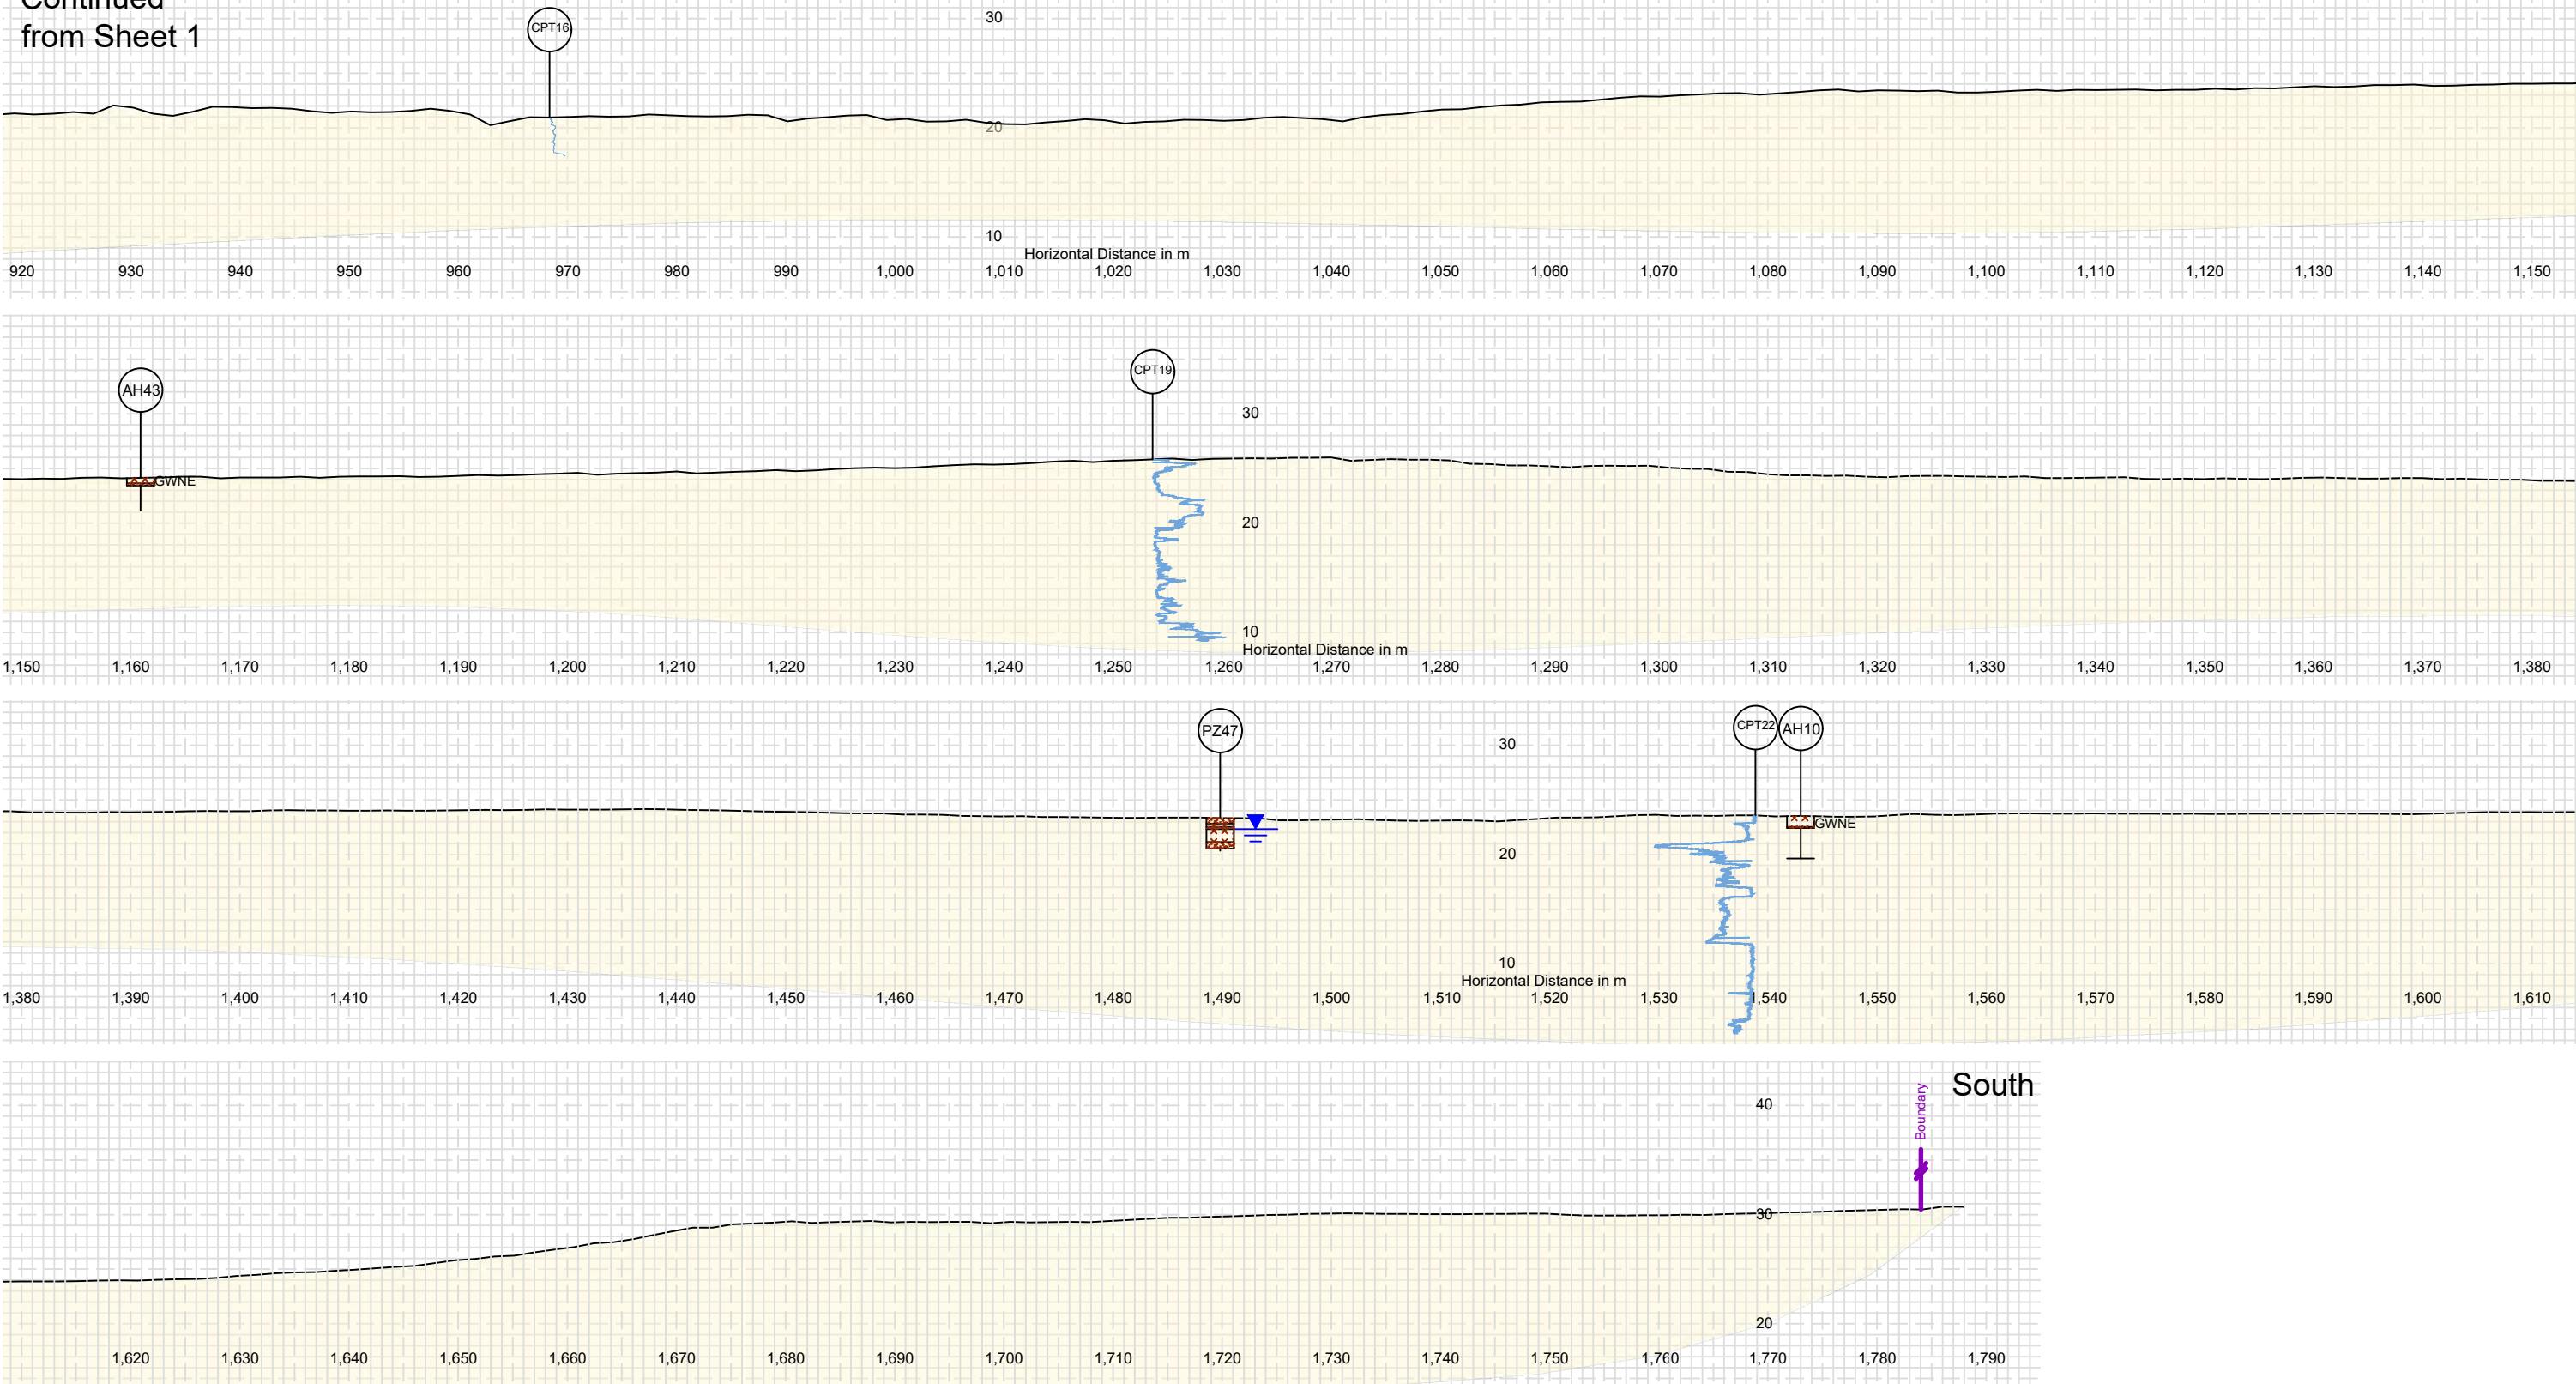 Continued
from Sheet 1
CPT16
30
20
10
Horizontal Distance in m
920 930 940 950 960 970 980 990 1,000 1,010 1,020 1,030 1,040 1,050 1,060 1,070 1,080 1,090 1,100 1,110 1,120 1,130 1,140 1,150
CPT19
AH43
30
GWNE
20
10
Horizontal Distance in m
1,150 1,160 1,170 1,180 1,190 1,200 1,210 1,220 1,230 1,240 1,250 1,260 1,270 1,280 1,290 1,300 1,310 1,320 1,330 1,340 1,350 1,360 1,370 1,380
PZ47 CPT22 AH10
30
GWNE
20
10
Horizontal Distance in m
1,380 1,390 1,400 1,410 1,420 1,430 1,440 1,450 1,460 1,470 1,480 1,490 1,500 1,510 1,520 1,530 1,540 1,550 1,560 1,570 1,580 1,590 1,600 1,610
South
Boundary
40
30
20
1,620 1,630 1,640 1,650 1,660 1,670 1,680 1,690 1,700 1,710 1,720 1,730 1,740 1,750 1,760 1,770 1,780 1,790